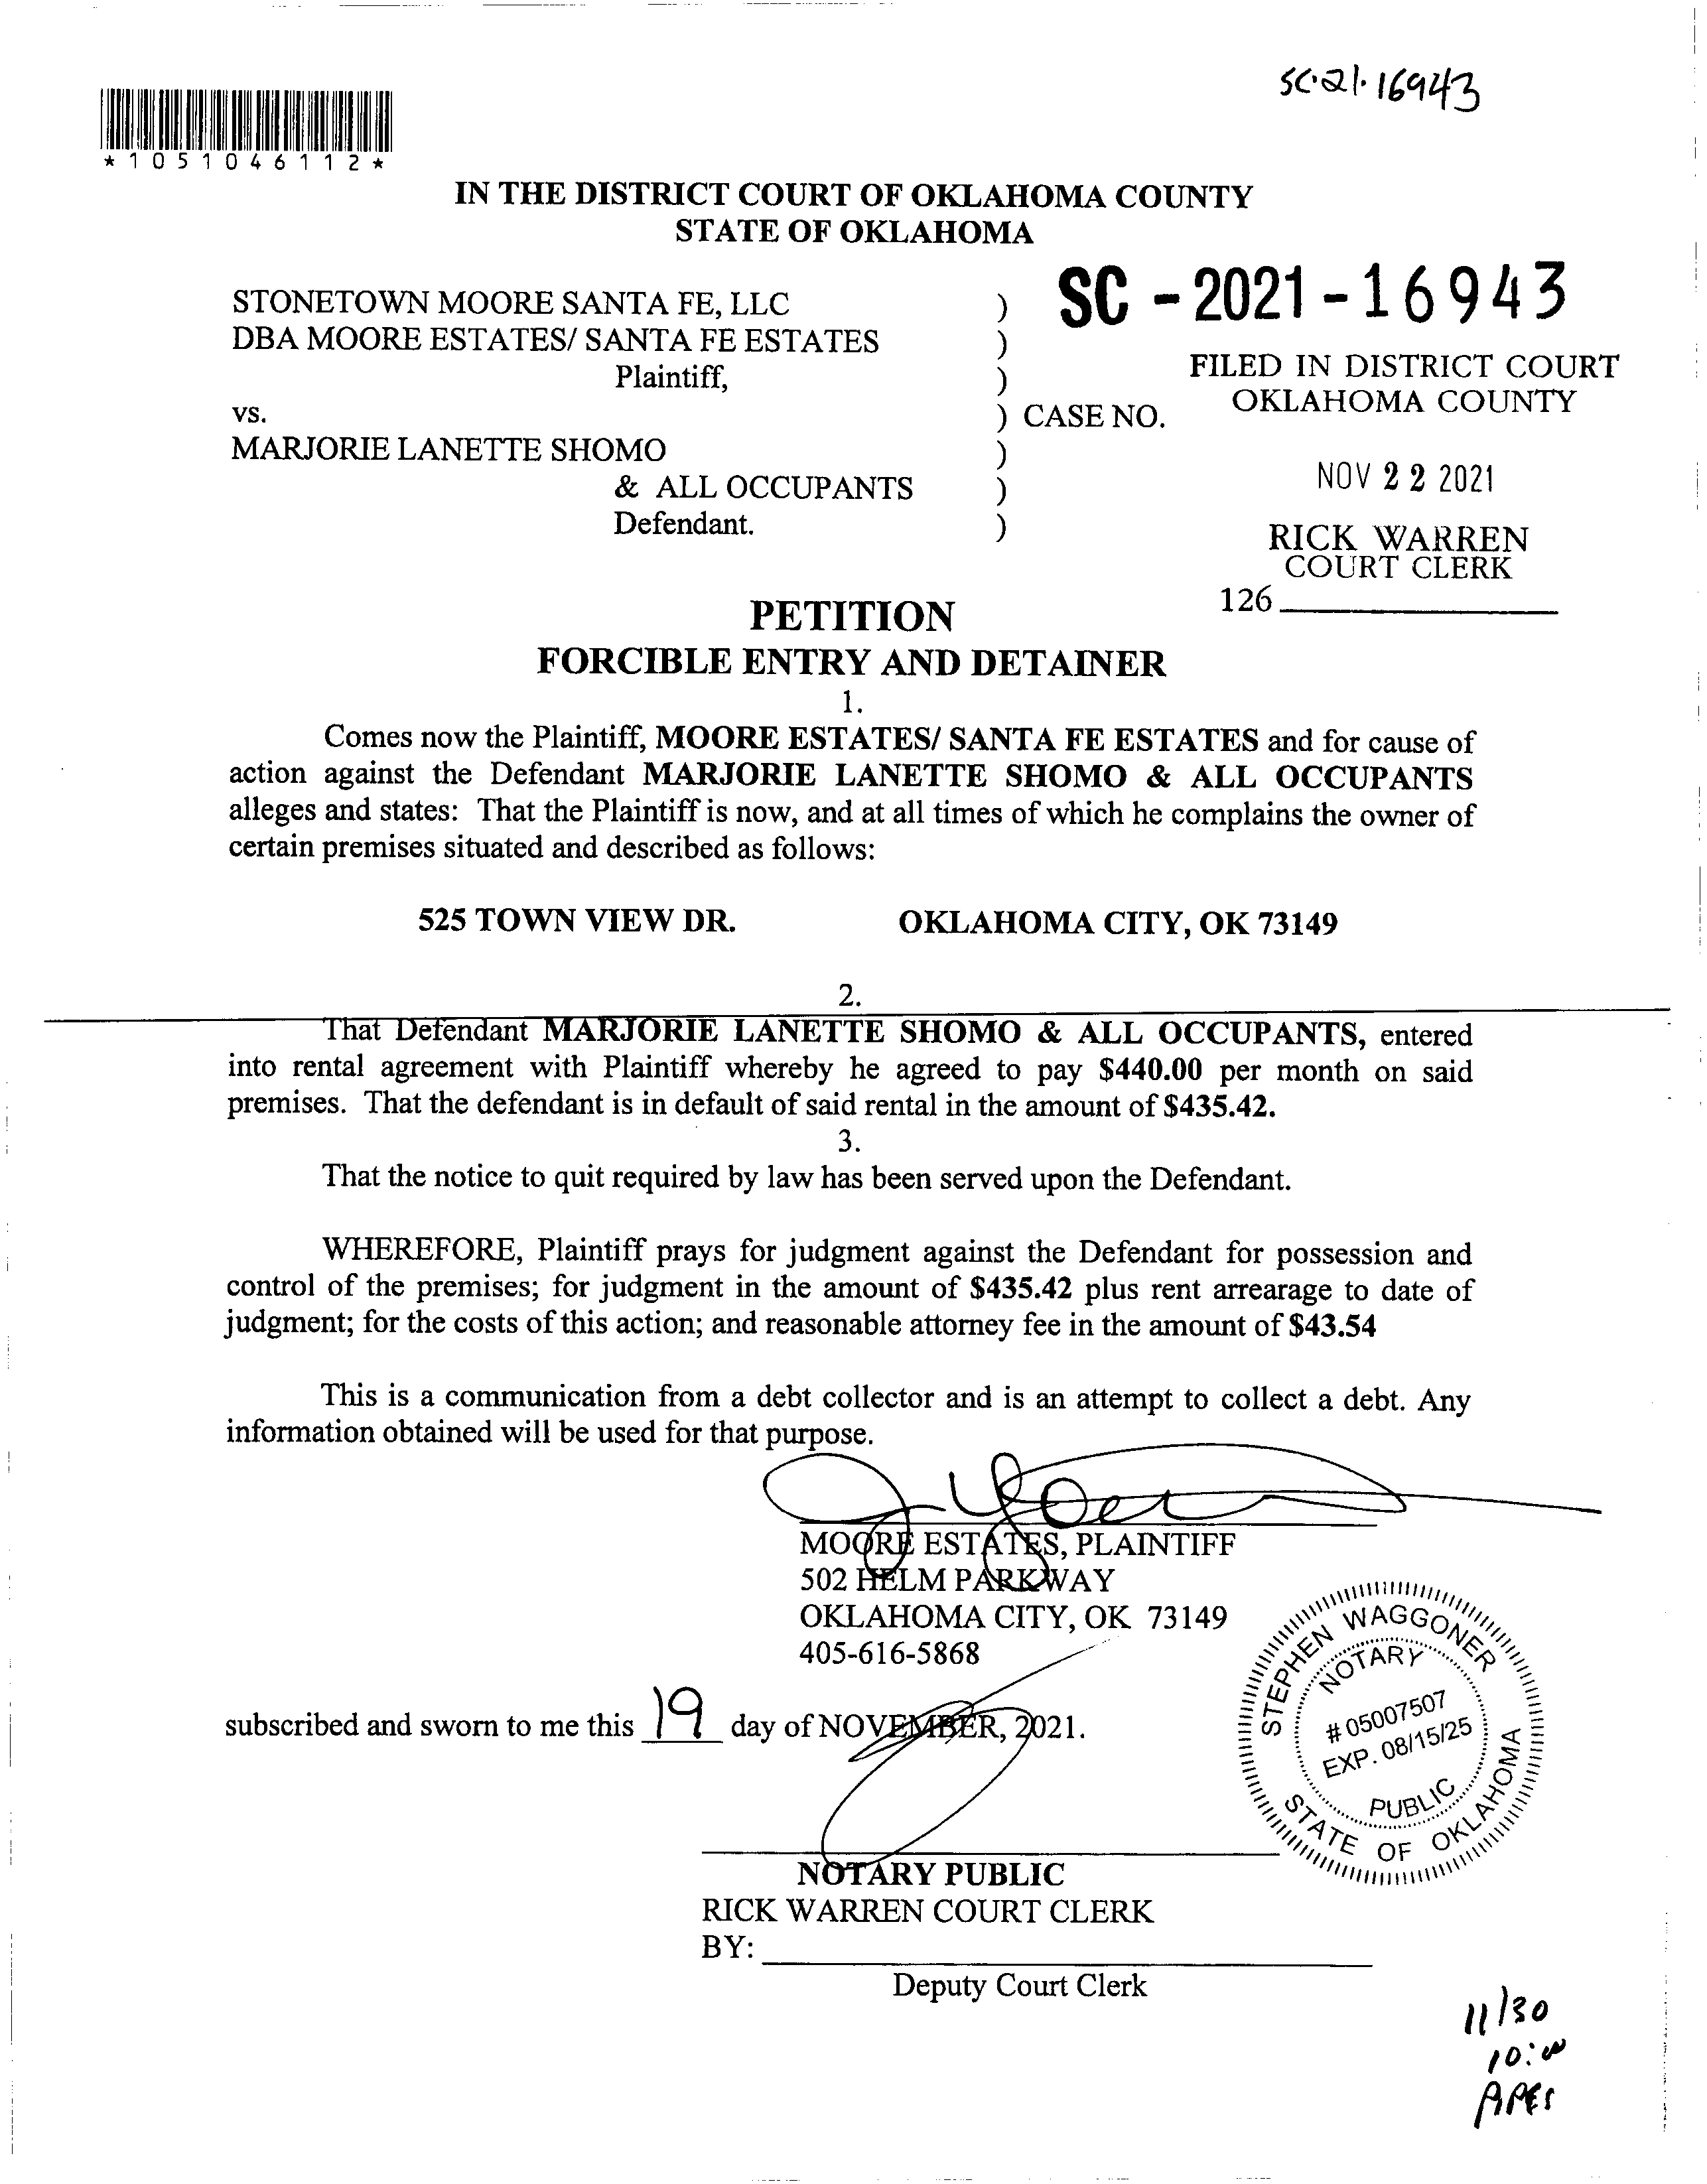 SC-21-16943
*1051046112*
IN THE DISTRICT COURT OF OKLAHOMA COUNTY
STATE OF OKLAHOMA
SC - 2021 - 16943
STONETOWN MOORE SANTA FE, LLC )
DBA MOORE ESTATES/ SANTA FE ESTATES )
Plaintiff, )
FILED IN DISTRICT COURT
OKLAHOMA COUNTY
vs. ) CASE NO.
MARJORIE LANETTE SHOMO )
& ALL OCCUPANTS )
Defendant. )
NOV 22 2021
RICK WARREN
COURT CLERK
126
PETITION
FORCIBLE ENTRY AND DETAINER
1.
Comes now the Plaintiff, MOORE ESTATES/ SANTA FE ESTATES and for cause of
action against the Defendant MARJORIE LANETTE SHOMO & ALL OCCUPANTS
alleges and states: That the Plaintiff is now, and at all times of which he complains the owner of
certain premises situated and described as follows:
525 TOWN VIEW DR. OKLAHOMA CITY, OK 73149
2.
That Defendant MARJORIE LANETTE SHOMO & ALL OCCUPANTS, entered
into rental agreement with Plaintiff whereby he agreed to pay $440.00 per month on said
premises. That the defendant is in default of said rental in the amount of $435.42.
3.
That the notice to quit required by law has been served upon the Defendant.
WHEREFORE, Plaintiff prays for judgment against the Defendant for possession and
control of the premises; for judgment in the amount of $435.42 plus rent arrearage to date of
judgment; for the costs of this action; and reasonable attorney fee in the amount of $43.54
This is a communication from a debt collector and is an attempt to collect a debt. Any
information obtained will be used for that purpose.
MOORE ESTATES, PLAINTIFF
502 HELM PARKWAY
OKLAHOMA CITY, OK 73149
405-616-5868
subscribed and sworn to me this 19 day of NOVEMBER, 2021.
STEPHEN WAGGONER
NOTARY
# 05007507
EXP. 08/15/25
PUBLIC
STATE OF OKLAHOMA
NOTARY PUBLIC
RICK WARREN COURT CLERK
BY:
Deputy Court Clerk
11/30
10:00